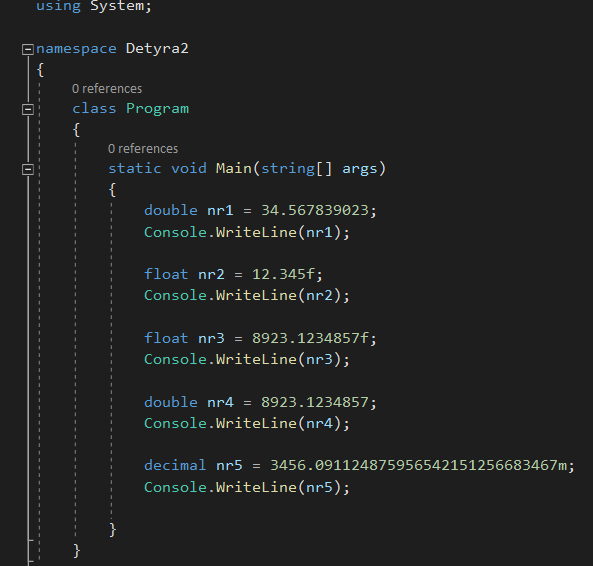 using System;
namespace Detyra2
{
0 references
class Program
{
0 references
static void Main(string[] args)
{
double nr1 = 34.567839023;
Console.WriteLine(nr1);
float nr2 = 12.345f;
Console.WriteLine(nr2);
float nr3 = 8923.1234857f;
Console.WriteLine(nr3);
double nr4 = 8923.1234857;
Console.WriteLine(nr4);
decimal nr5 = 3456.091124875956542151256683467m;
Console.WriteLine(nr5);
}
}